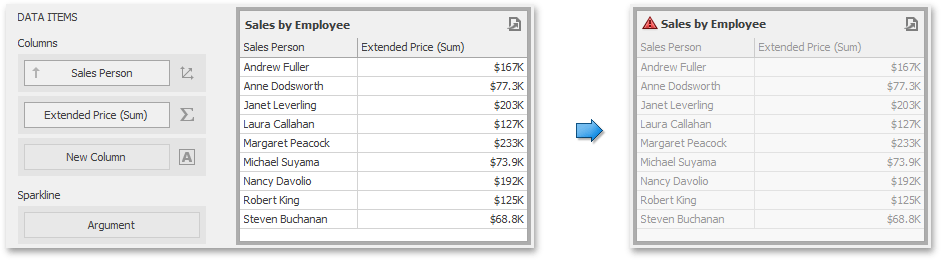 DATA ITEMS
Columns
Sales Person
Extended Price (Sum)
Σ
New Column
A
Sparkline
Argument
Sales by Employee
Sales Person Extended Price (Sum)
Andrew Fuller $167K
Anne Dodsworth $77.3K
Janet Leverling $203K
Laura Callahan $127K
Margaret Peacock $233K
Michael Suyama $73.9K
Nancy Davolio $192K
Robert King $125K
Steven Buchanan $68.8K
Sales by Employee
Sales Person Extended Price (Sum)
Andrew Fuller $167K
Anne Dodsworth $77.3K
Janet Leverling $203K
Laura Callahan $127K
Margaret Peacock $233K
Michael Suyama $73.9K
Nancy Davolio $192K
Robert King $125K
Steven Buchanan $68.8K